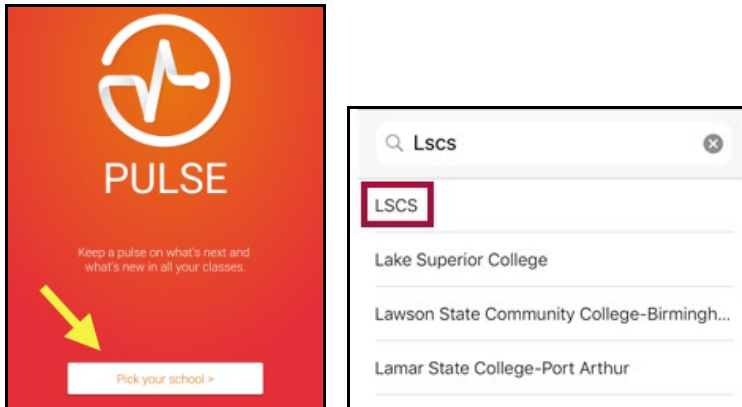 PULSE
Keep a pulse on what's next and
what's new in all your classes.
Pick your school >
Lscs
LSCS
Lake Superior College
Lawson State Community College-Birmingh...
Lamar State College-Port Arthur